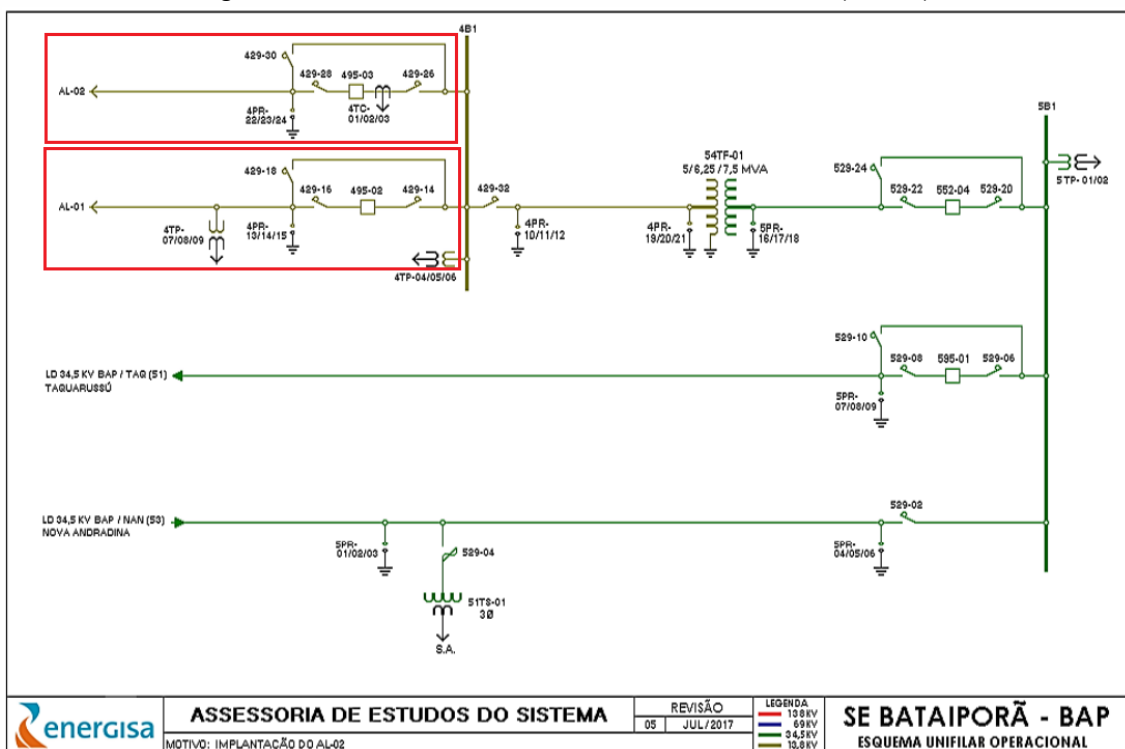 4B1
429-30
429-28
495-03
429-26
AL-02
4PR-
22/23/24
4TC-
01/02/03
5B1
429-18
429-16
495-02
429-14
429-32
AL-01
4TP-
07/08/09
4PR-
13/14/15
4TP-04/05/06
4PR-
10/11/12
54TF-01
5/6,25/7,5 MVA
4PR-
19/20/21
5PR-
16/17/18
529-24
529-22
552-04
529-20
5TP-01/02
529-10
529-08
595-01
529-06
LD 34,5 KV BAP / TAQ (51)
TAQUARUSSÚ
5PR-
07/08/09
LD 34,5 KV BAP / NAN (53)
NOVA ANDRADINA
529-02
5PR-
01/02/03
529-04
5PR-
04/05/06
51TS-01
3Ø
S.A.
energisa
ASSESSORIA DE ESTUDOS DO SISTEMA
MOTIVO: IMPLANTAÇÃO DO AL-02
REVISÃO
05
JUL/2017
LEGENDA
138KV
69KV
34,5KV
13,8KV
SE BATAIPORÃ - BAP
ESQUEMA UNIFILAR OPERACIONAL